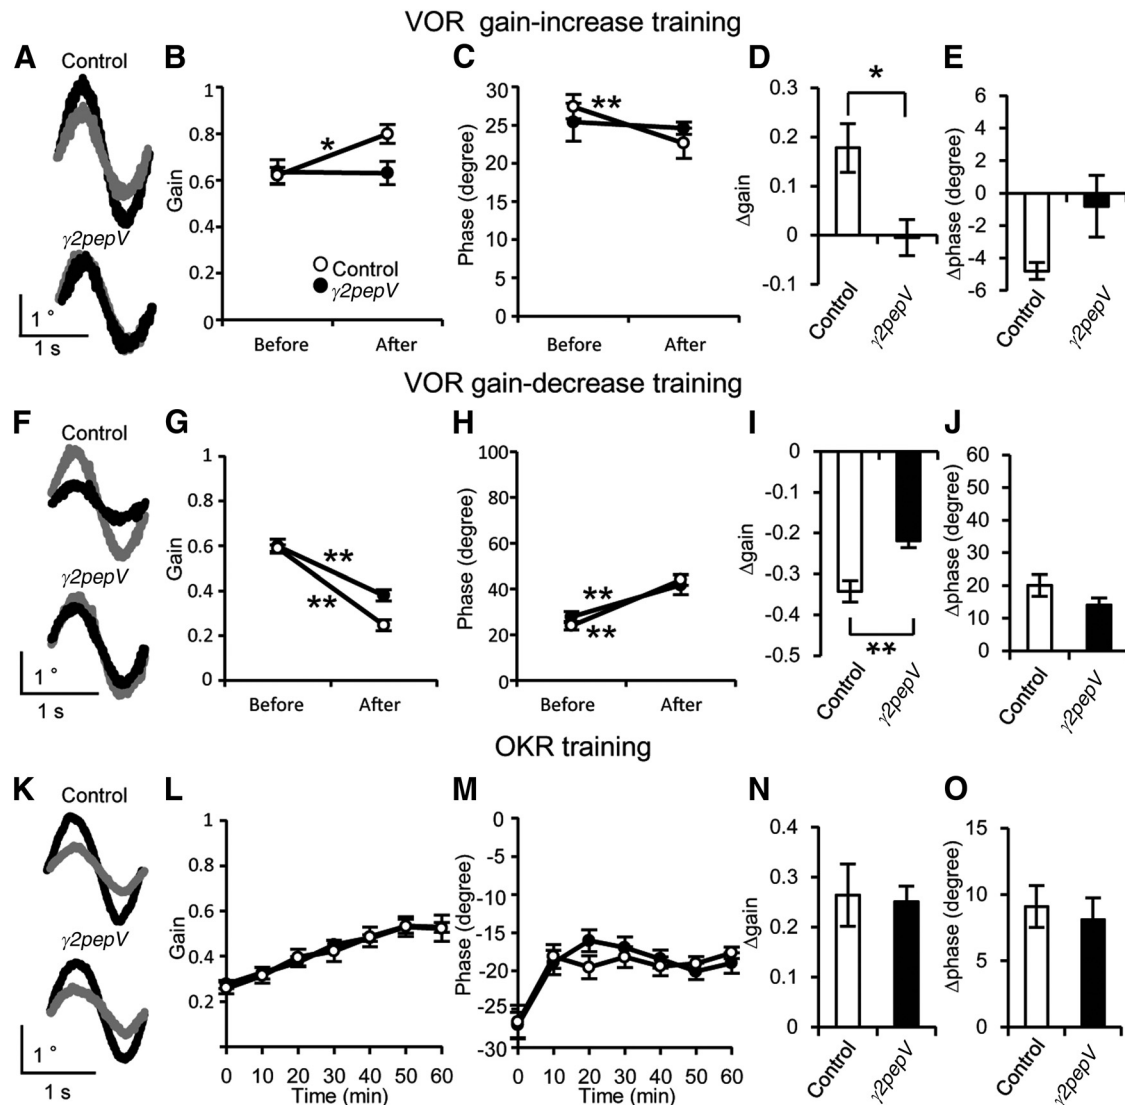 VOR gain-increase training
A
Control
γ2pepV
1 °
1 s
B
Gain
1
0.8
0.6
0.4
0.2
0
*
Control
γ2pepV
Before After
C
Phase (degree)
30
25
20
15
10
5
0
**
Before After
D
Δgain
0.3
0.2
0.1
0
-0.1
*
Control
γ2pepV
E
Δphase (degree)
6
4
2
0
-2
-4
-6
Control
γ2pepV
VOR gain-decrease training
F
Control
γ2pepV
1 °
1 s
G
Gain
1
0.8
0.6
0.4
0.2
0
**
**
Before After
H
Phase (degree)
100
80
60
40
20
0
**
**
Before After
I
Δgain
0
-0.1
-0.2
-0.3
-0.4
-0.5
**
Control
γ2pepV
J
Δphase (degree)
60
50
40
30
20
10
0
Control
γ2pepV
OKR training
K
Control
γ2pepV
1 °
1 s
L
Gain
1
0.8
0.6
0.4
0.2
0 10 20 30 40 50 60
Time (min)
M
Phase (degree)
0
-5
-10
-15
-20
-25
-30
0 10 20 30 40 50 60
Time (min)
N
Δgain
0.4
0.3
0.2
0.1
0
Control
γ2pepV
O
Δphase (degree)
15
10
5
0
Control
γ2pepV